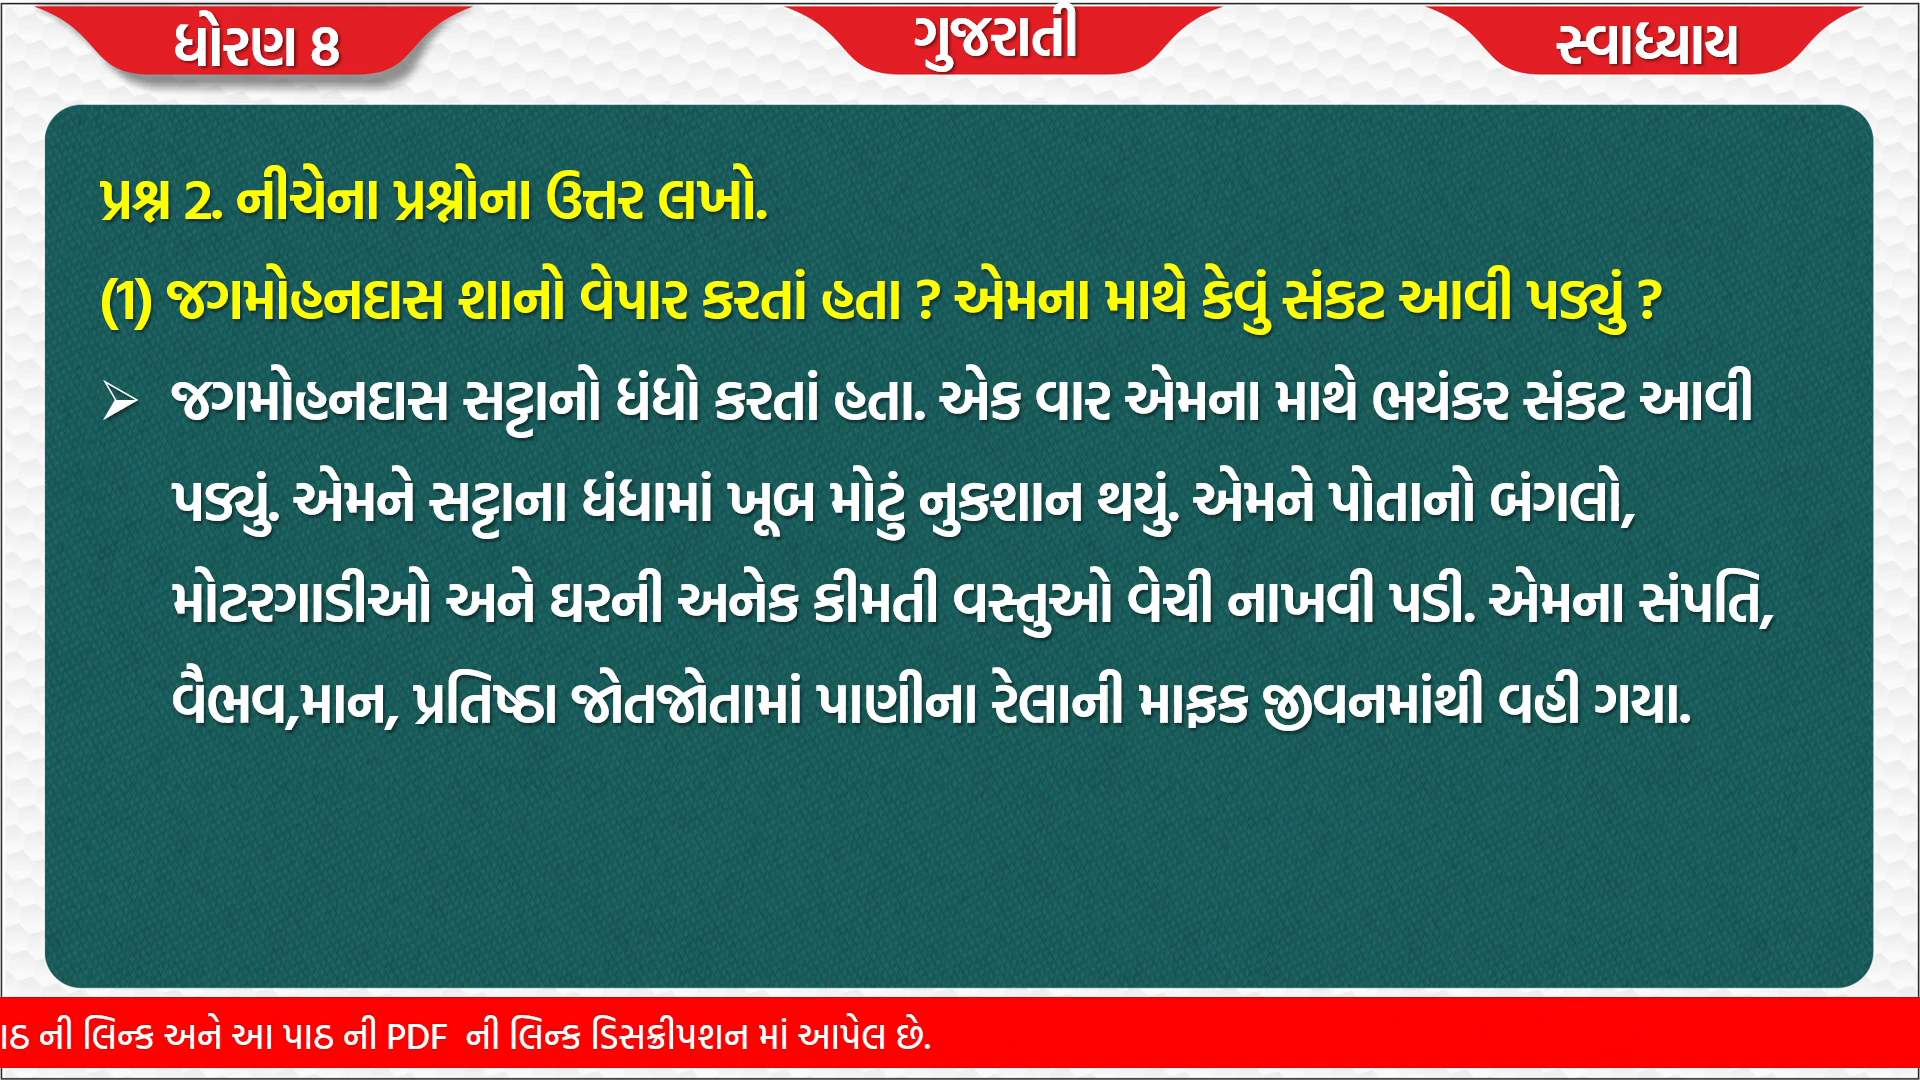 ધોરણ 8
ગુજરાતી
સ્વાધ્યાય
પ્રશ્ન 2. નીચેના પ્રશ્નોના ઉત્તર લખો.
(1) જગમોહનદાસ શાનો વેપાર કરતાં હતા ? એમના માથે કેવું સંકટ આવી પડ્યું ?
➢ જગમોહનદાસ સટ્ટાનો ધંધો કરતાં હતા. એક વાર એમના માથે ભયંકર સંકટ આવી
પડ્યું. એમને સટ્ટાના ધંધામાં ખૂબ મોટું નુકશાન થયું. એમને પોતાનો બંગલો,
મોટરગાડીઓ અને ઘરની અનેક કીમતી વસ્તુઓ વેચી નાખવી પડી. એમના સંપતિ,
વૈભવ,માન, પ્રતિષ્ઠા જોતજોતામાં પાણીના રેલાની માફક જીવનમાંથી વહી ગયા.
ની લિન્ક અને આ પાઠ ની PDF ની લિન્ક ડિસક્રીપશન માં આપેલ છે.